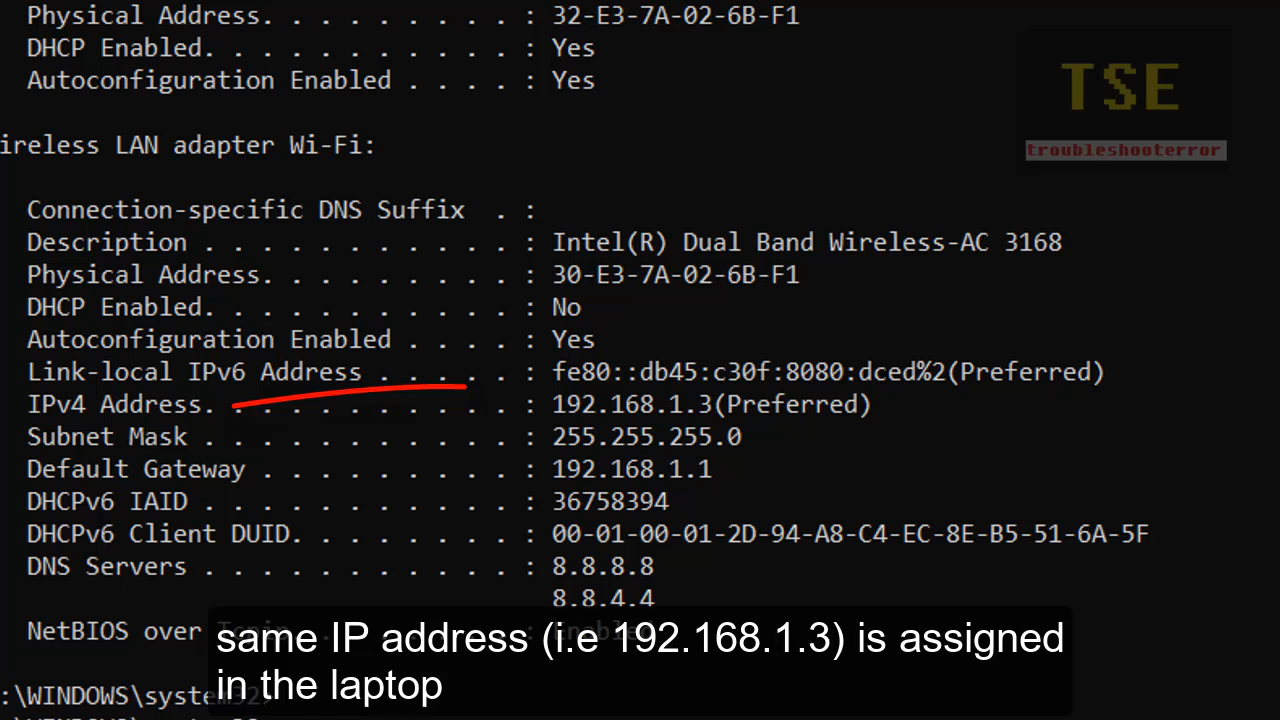 Physical Address. . . . . . . . . : 32-E3-7A-02-6B-F1
DHCP Enabled. . . . . . . . . . . : Yes
Autoconfiguration Enabled . . . . : Yes
TSE
troubleshooterror
ireless LAN adapter Wi-Fi:
Connection-specific DNS Suffix . :
Description . . . . . . . . . . . : Intel(R) Dual Band Wireless-AC 3168
Physical Address. . . . . . . . . : 30-E3-7A-02-6B-F1
DHCP Enabled. . . . . . . . . . . : No
Autoconfiguration Enabled . . . . : Yes
Link-local IPv6 Address . . . . . : fe80::db45:c30f:8080:dced%2(Preferred)
IPv4 Address. . . . . . . . . . . : 192.168.1.3(Preferred)
Subnet Mask . . . . . . . . . . . : 255.255.255.0
Default Gateway . . . . . . . . . : 192.168.1.1
DHCPv6 IAID . . . . . . . . . . . : 36758394
DHCPv6 Client DUID. . . . . . . . : 00-01-00-01-2D-94-A8-C4-EC-8E-B5-51-6A-5F
DNS Servers . . . . . . . . . . . : 8.8.8.8
8.8.4.4
NetBIOS over Tcpip. . . . . . . . : Enabled
same IP address (i.e 192.168.1.3) is assigned
in the laptop
:\WINDOWS\system32>